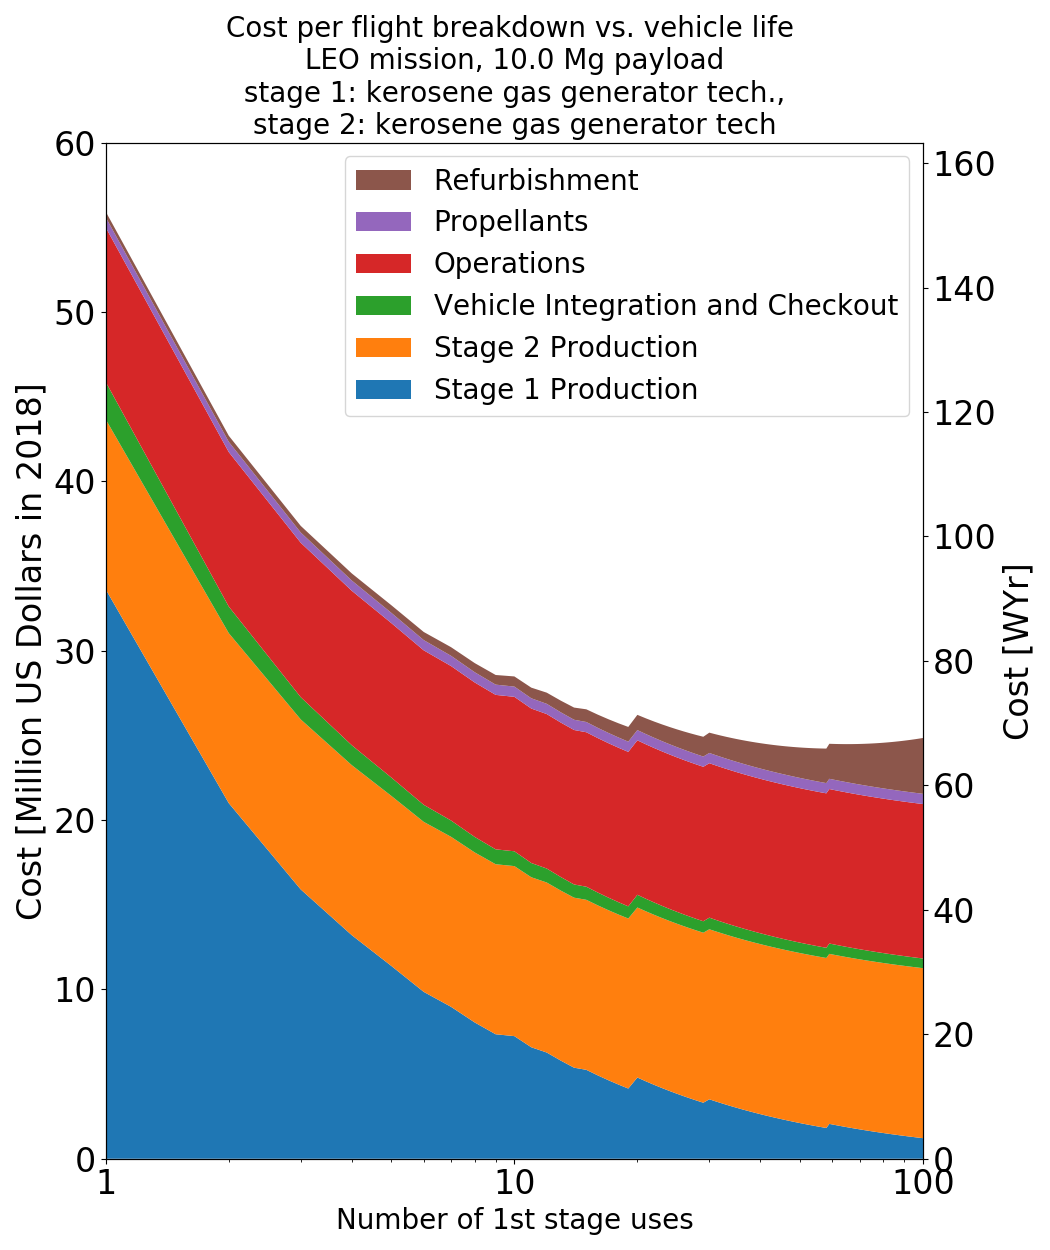 Cost per flight breakdown vs. vehicle life
LEO mission, 10.0 Mg payload
stage 1: kerosene gas generator tech.,
stage 2: kerosene gas generator tech
Refurbishment
Propellants
Operations
Vehicle Integration and Checkout
Stage 2 Production
Stage 1 Production
Cost [Million US Dollars in 2018]
60
50
40
30
20
10
0
Cost [WYr]
160
140
120
100
80
60
40
20
0
1
10
100
Number of 1st stage uses